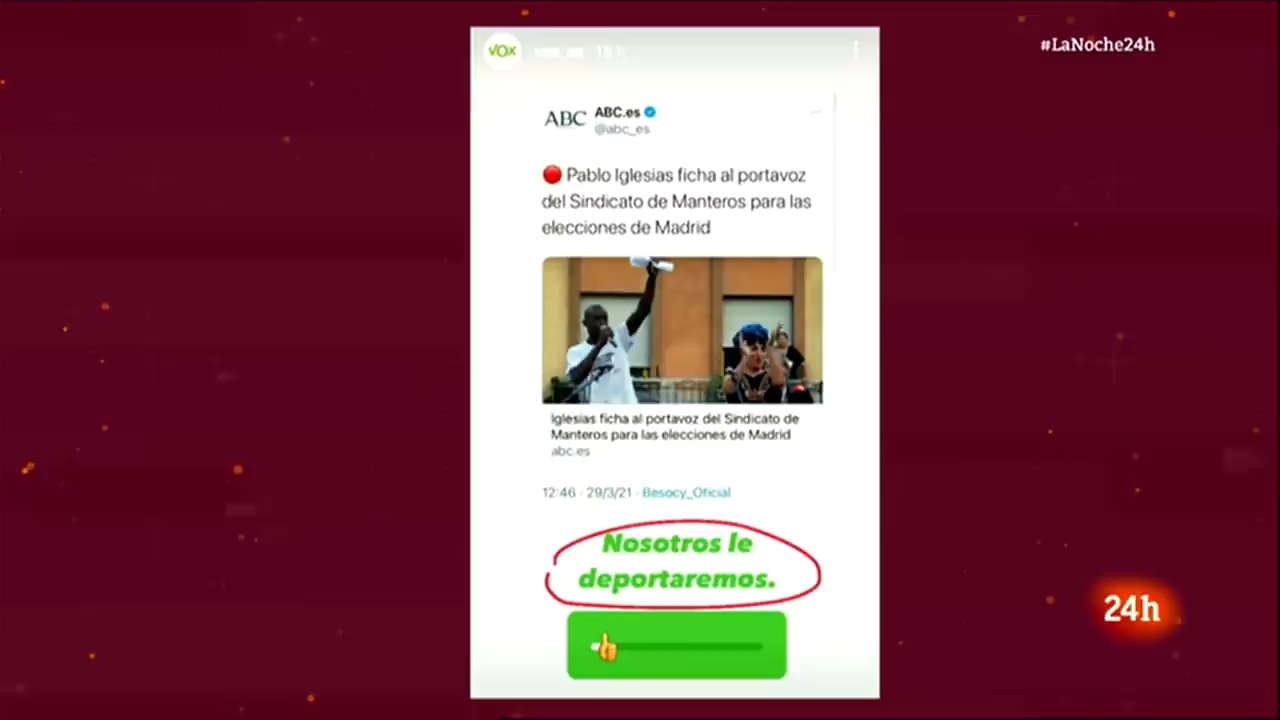 #LaNoche24h
VOX
18 h
ABC
ABC.es
@abc_es
Pablo Iglesias ficha al portavoz
del Sindicato de Manteros para las
elecciones de Madrid
Iglesias ficha al portavoz del Sindicato de
Manteros para las elecciones de Madrid
abc.es
12:46 · 29/3/21 · Besocy_Oficial
Nosotros le
deportaremos.
24h